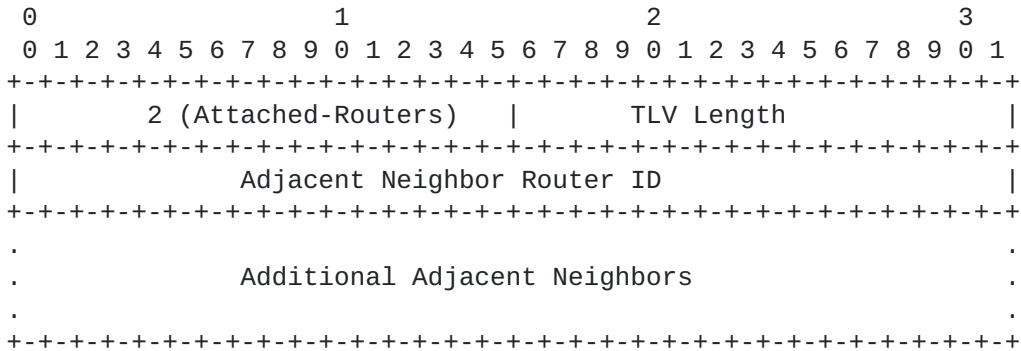 0                   1                   2                   3
 0 1 2 3 4 5 6 7 8 9 0 1 2 3 4 5 6 7 8 9 0 1 2 3 4 5 6 7 8 9 0 1
+-+-+-+-+-+-+-+-+-+-+-+-+-+-+-+-+-+-+-+-+-+-+-+-+-+-+-+-+-+-+-+-+
|        2 (Attached-Routers)   |       TLV Length              |
+-+-+-+-+-+-+-+-+-+-+-+-+-+-+-+-+-+-+-+-+-+-+-+-+-+-+-+-+-+-+-+-+
|              Adjacent Neighbor Router ID                      |
+-+-+-+-+-+-+-+-+-+-+-+-+-+-+-+-+-+-+-+-+-+-+-+-+-+-+-+-+-+-+-+-+
.                                                               .
.              Additional Adjacent Neighbors                    .
.                                                               .
+-+-+-+-+-+-+-+-+-+-+-+-+-+-+-+-+-+-+-+-+-+-+-+-+-+-+-+-+-+-+-+-+